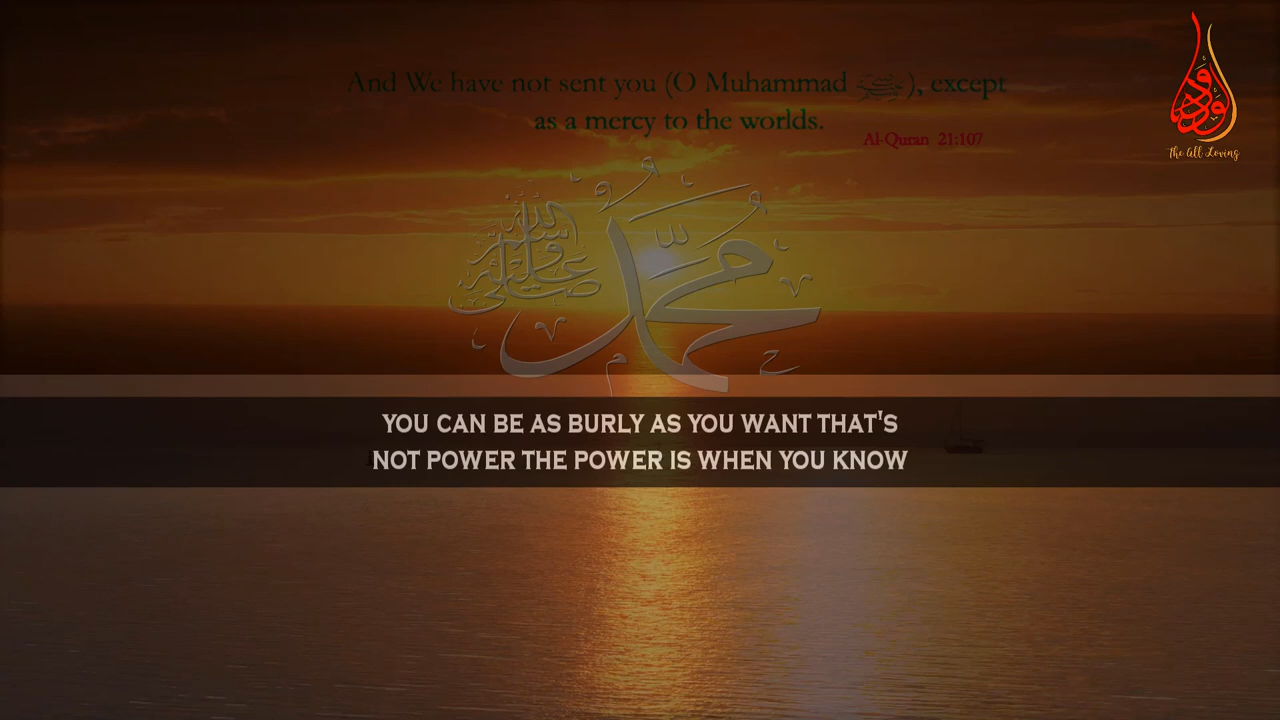 And We have not sent you (O Muhammad ﷺ), except
as a mercy to the worlds.
Al-Quran 21:107
الودود
The All Loving
محمد
صلى الله عليه وسلم
YOU CAN BE AS BURLY AS YOU WANT THAT'S
NOT POWER THE POWER IS WHEN YOU KNOW